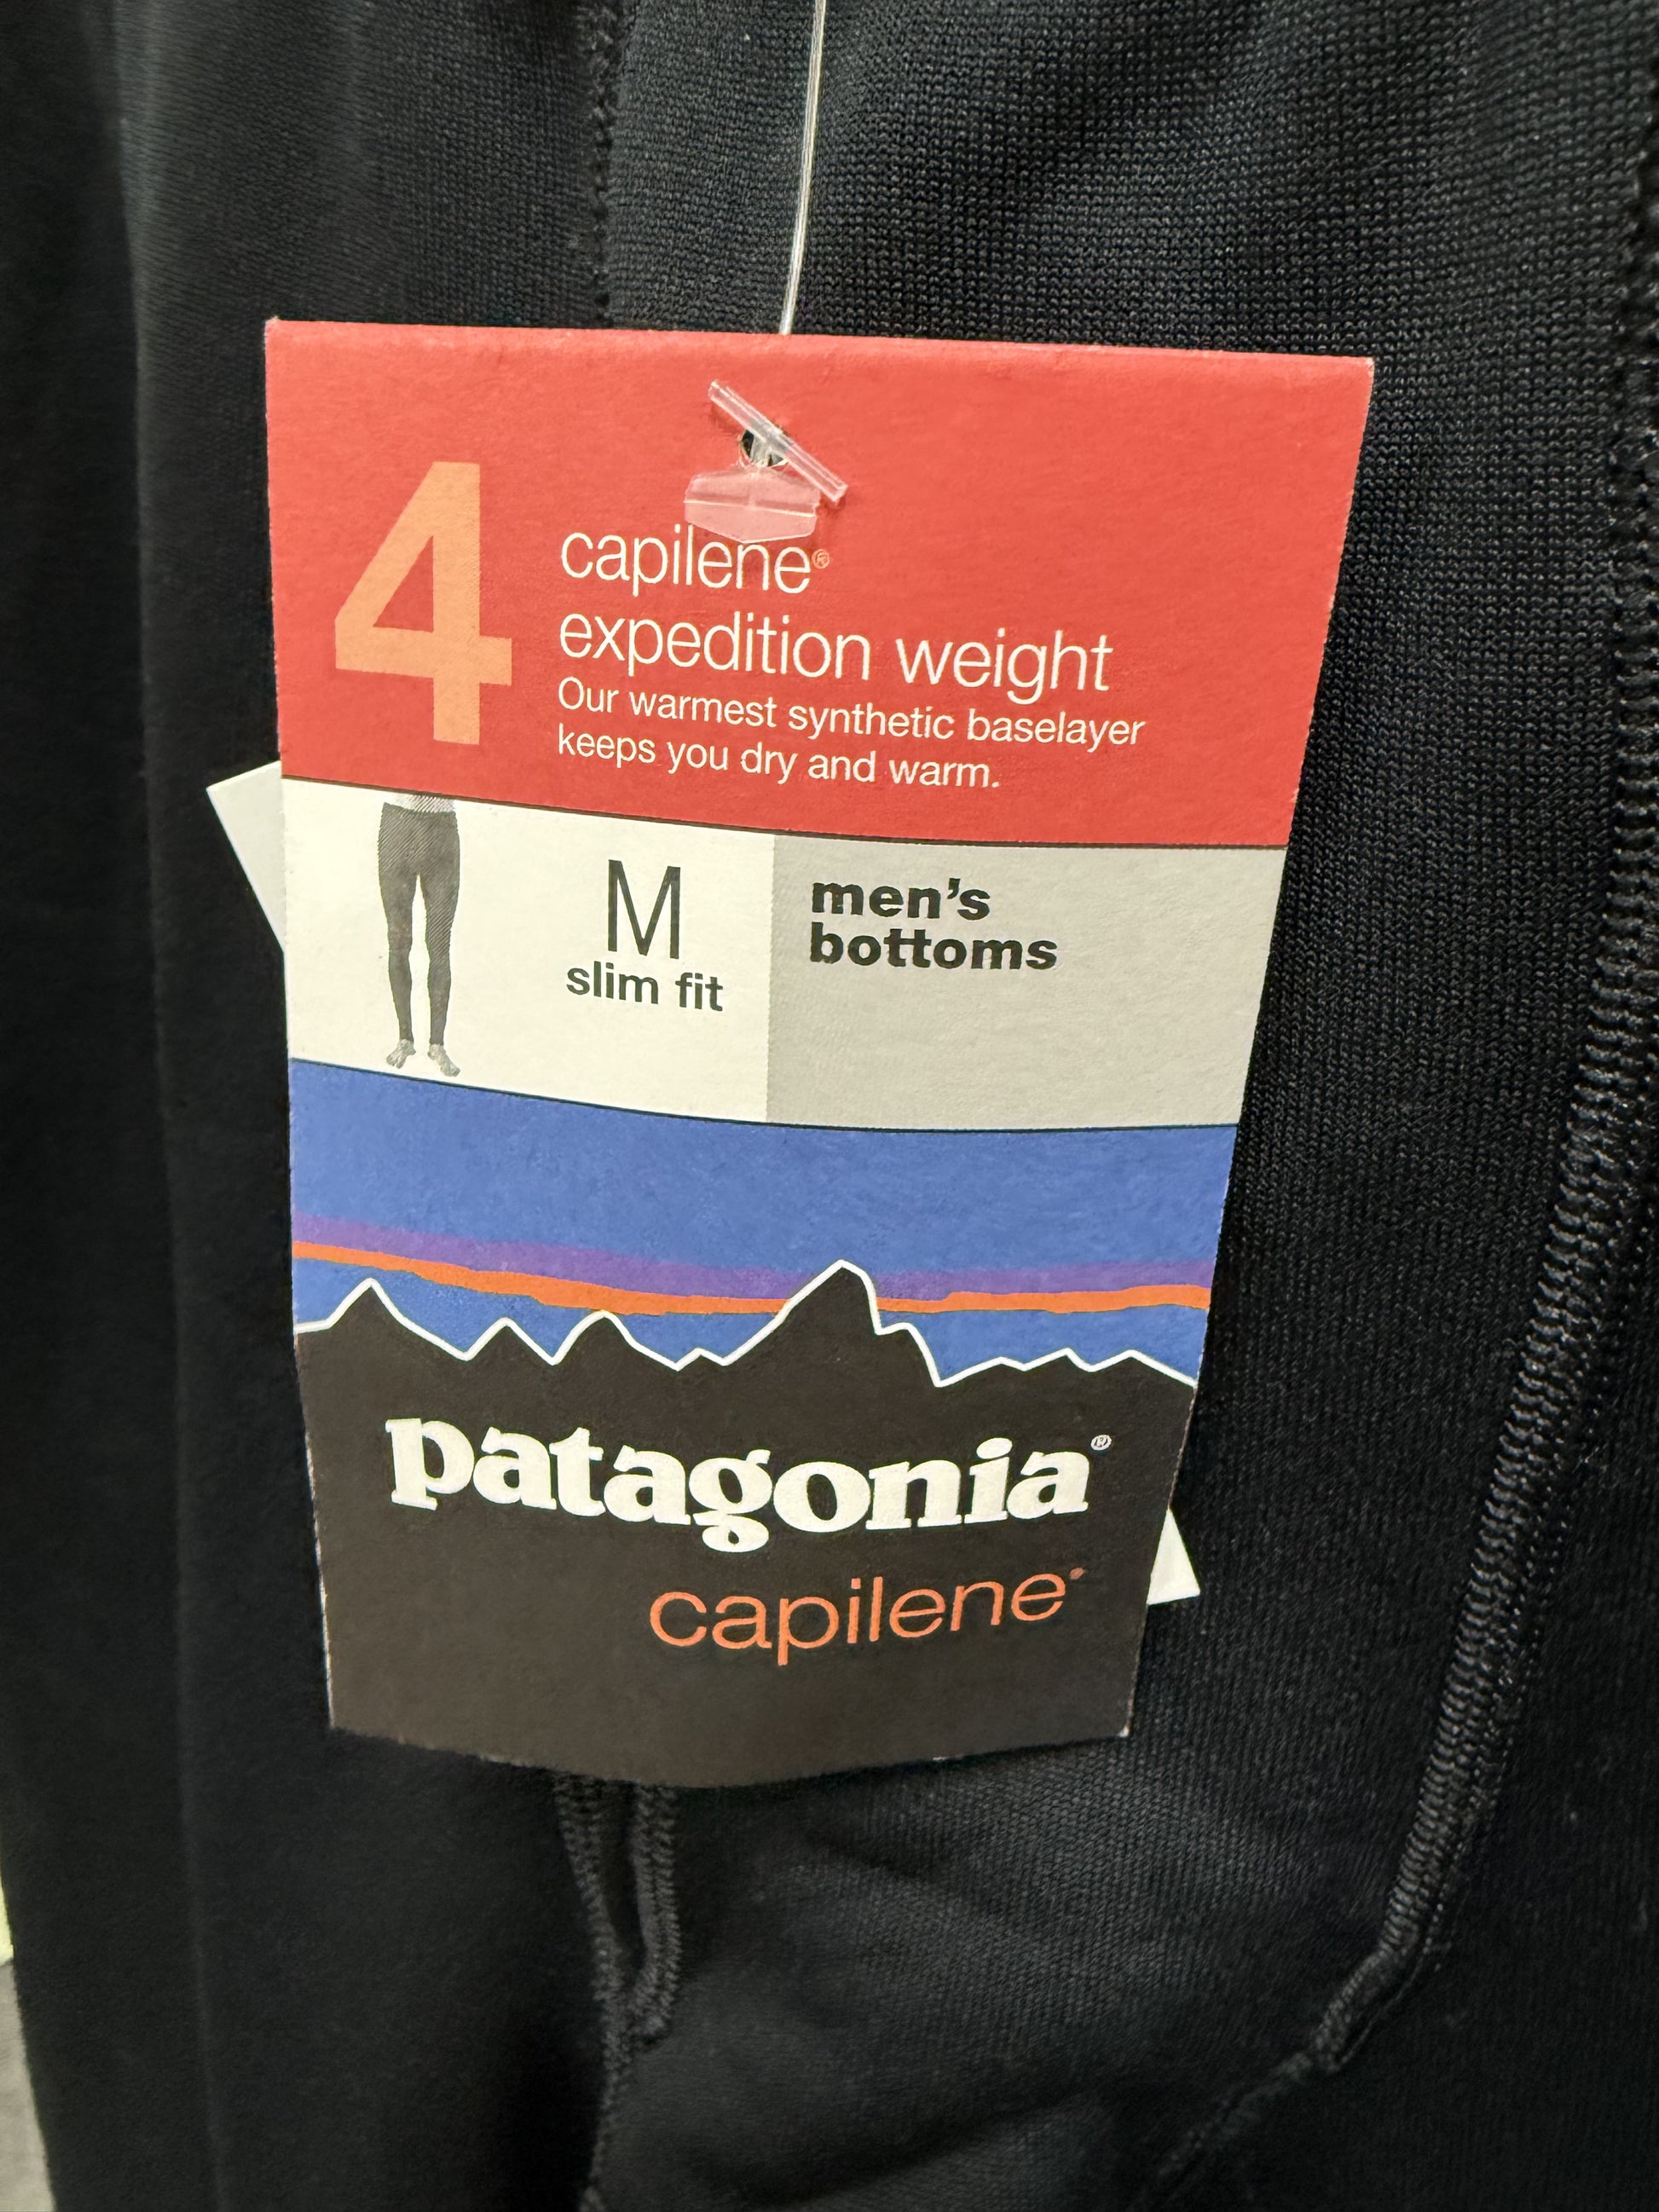 4
capilene®
expedition weight
Our warmest synthetic baselayer
keeps you dry and warm.
M
slim fit
men's
bottoms
patagonia®
capilene®